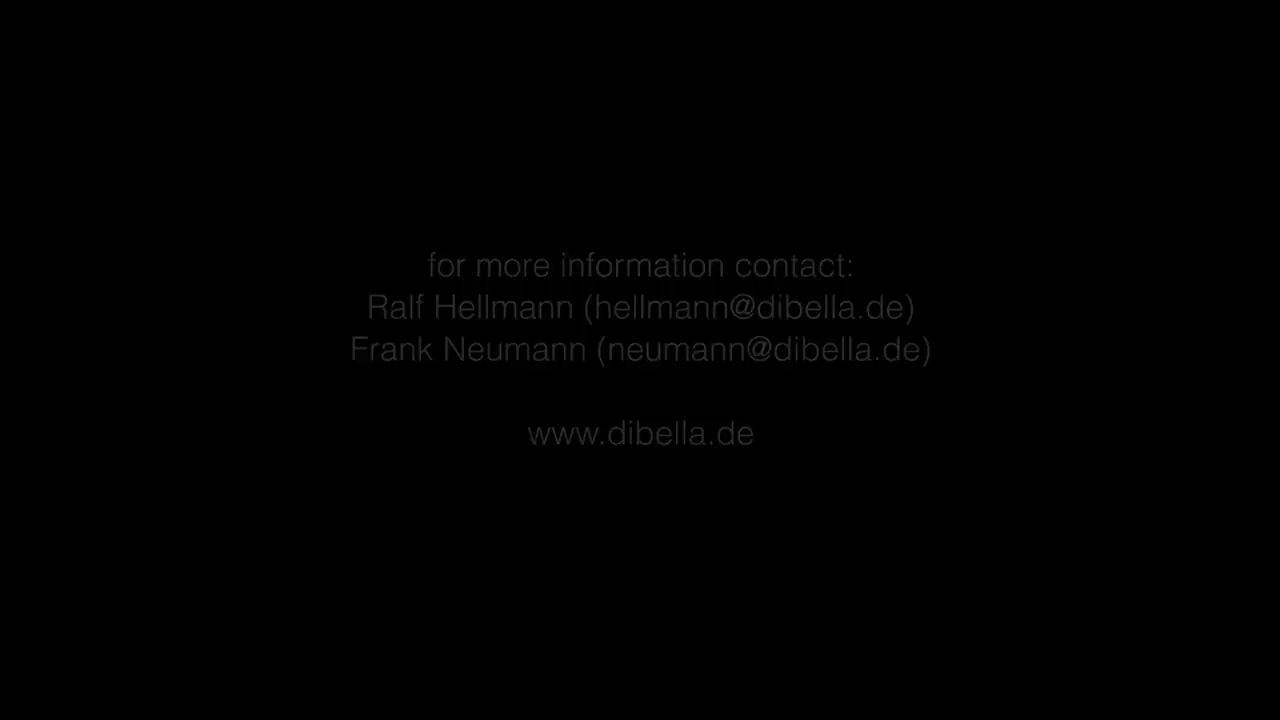 for more information contact:
Ralf Hellmann (hellmann@dibella.de)
Frank Neumann (neumann@dibella.de)
www.dibella.de